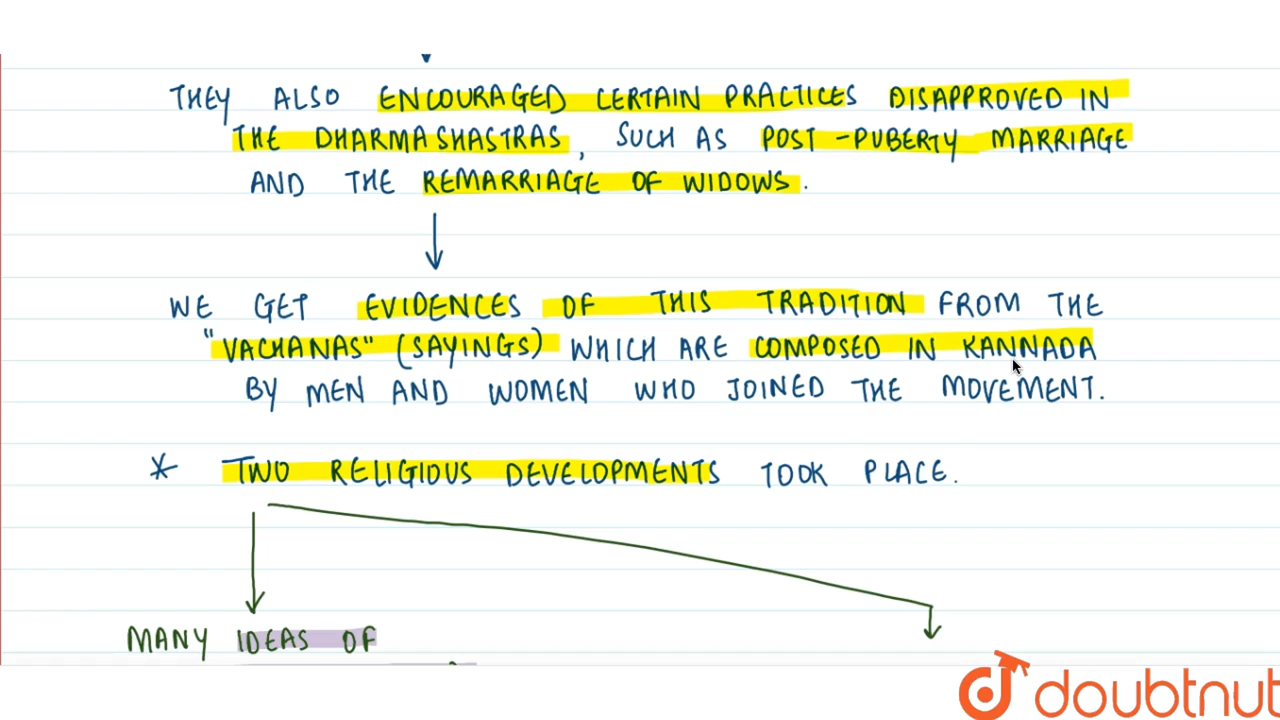 THEY ALSO ENCOURAGED CERTAIN PRACTICES DISAPPROVED IN
THE DHARMASHASTRAS, SUCH AS POST-PUBERTY MARRIAGE
AND THE REMARRIAGE OF WIDOWS.
WE GET EVIDENCES OF THIS TRADITION FROM THE
"VACHANAS" (SAYINGS) WHICH ARE COMPOSED IN KANNADA
BY MEN AND WOMEN WHO JOINED THE MOVEMENT.
* TWO RELIGIOUS DEVELOPMENTS TOOK PLACE.
MANY IDEAS OF
doubtnut